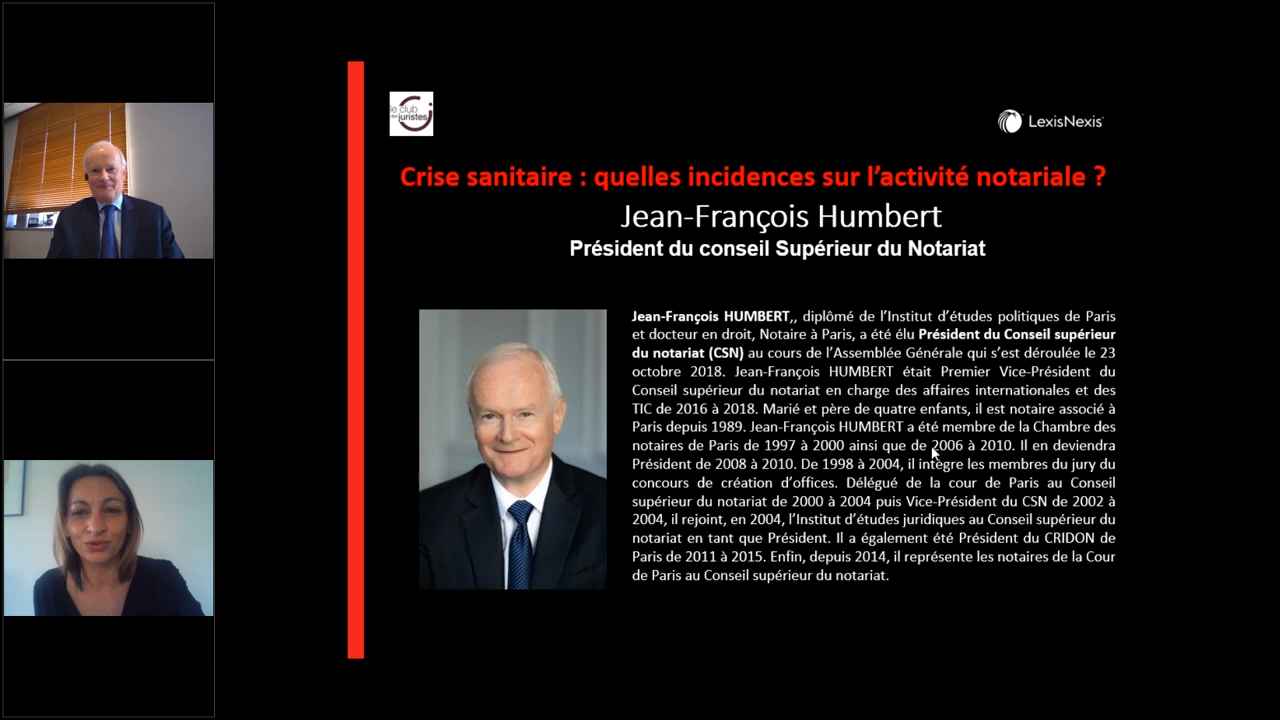 le club
des juristes
LexisNexis
Crise sanitaire : quelles incidences sur l’activité notariale ?
Jean-François Humbert
Président du conseil Supérieur du Notariat
Jean-François HUMBERT,, diplômé de l’Institut d’études politiques de Paris
et docteur en droit, Notaire à Paris, a été élu Président du Conseil supérieur
du notariat (CSN) au cours de l’Assemblée Générale qui s’est déroulée le 23
octobre 2018. Jean-François HUMBERT était Premier Vice-Président du
Conseil supérieur du notariat en charge des affaires internationales et des
TIC de 2016 à 2018. Marié et père de quatre enfants, il est notaire associé à
Paris depuis 1989. Jean-François HUMBERT a été membre de la Chambre des
notaires de Paris de 1997 à 2000 ainsi que de 2006 à 2010. Il en deviendra
Président de 2008 à 2010. De 1998 à 2004, il intègre les membres du jury du
concours de création d’offices. Délégué de la cour de Paris au Conseil
supérieur du notariat de 2000 à 2004 puis Vice-Président du CSN de 2002 à
2004, il rejoint, en 2004, l’Institut d’études juridiques au Conseil supérieur du
notariat en tant que Président. Il a également été Président du CRIDON de
Paris de 2011 à 2015. Enfin, depuis 2014, il représente les notaires de la Cour
de Paris au Conseil supérieur du notariat.